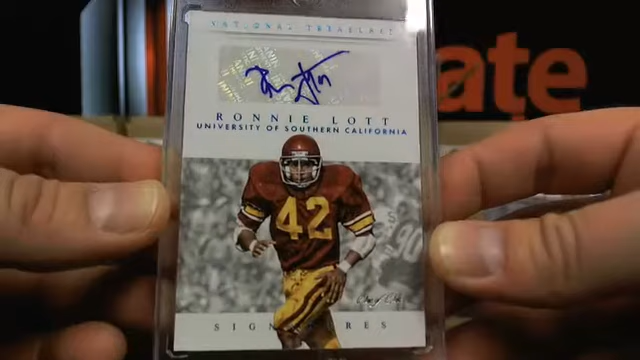 NATIONAL TREASURES
ate
RONNIE LOTT
UNIVERSITY OF SOUTHERN CALIFORNIA
42
SIGNATURES